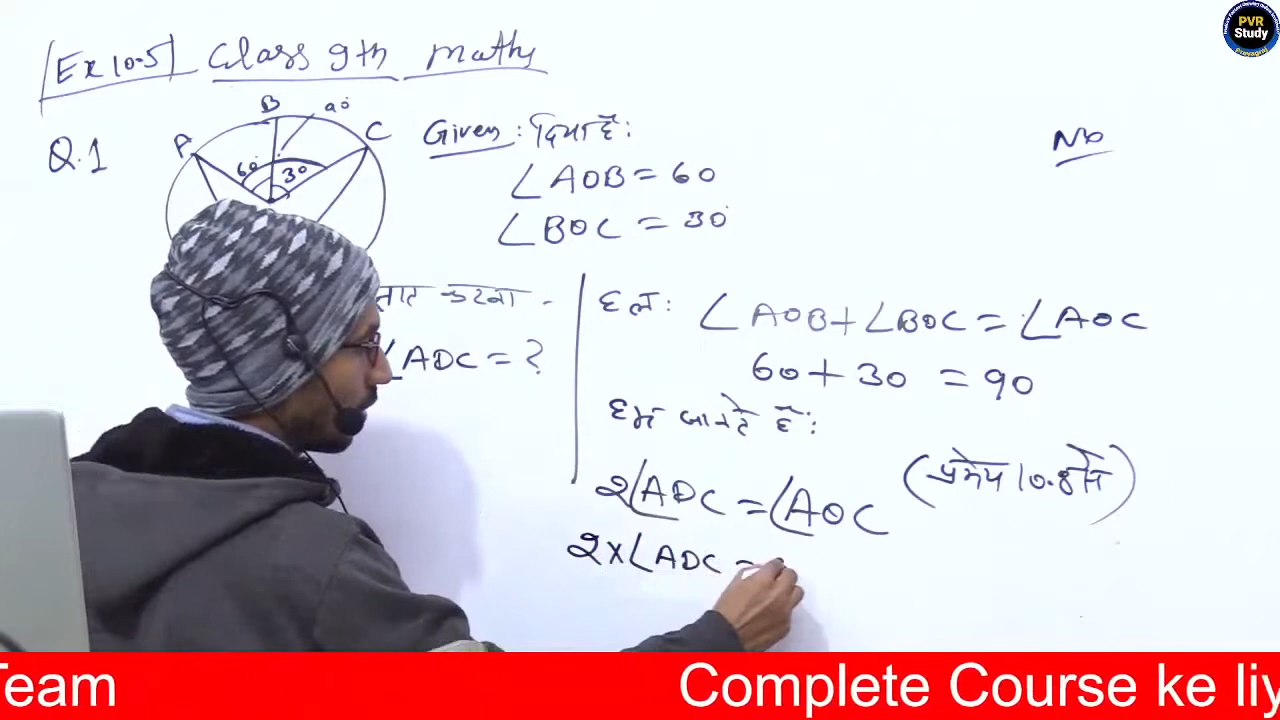 Ex 10.5 Class 9th maths
Q.1
B
90°
C
A
60°
30
Given: दिया है:
∠AOB = 60
∠BOC = 30°
No
ज्ञात करना -
∠ADC = ?
हल: ∠AOB + ∠BOC = ∠AOC
60 + 30 = 90
हम जानते हैं:
2∠ADC = ∠AOC (प्रमेय 10.8 से)
2×∠ADC =
PVR
Study
Prayagraj
Team
Complete Course ke liy